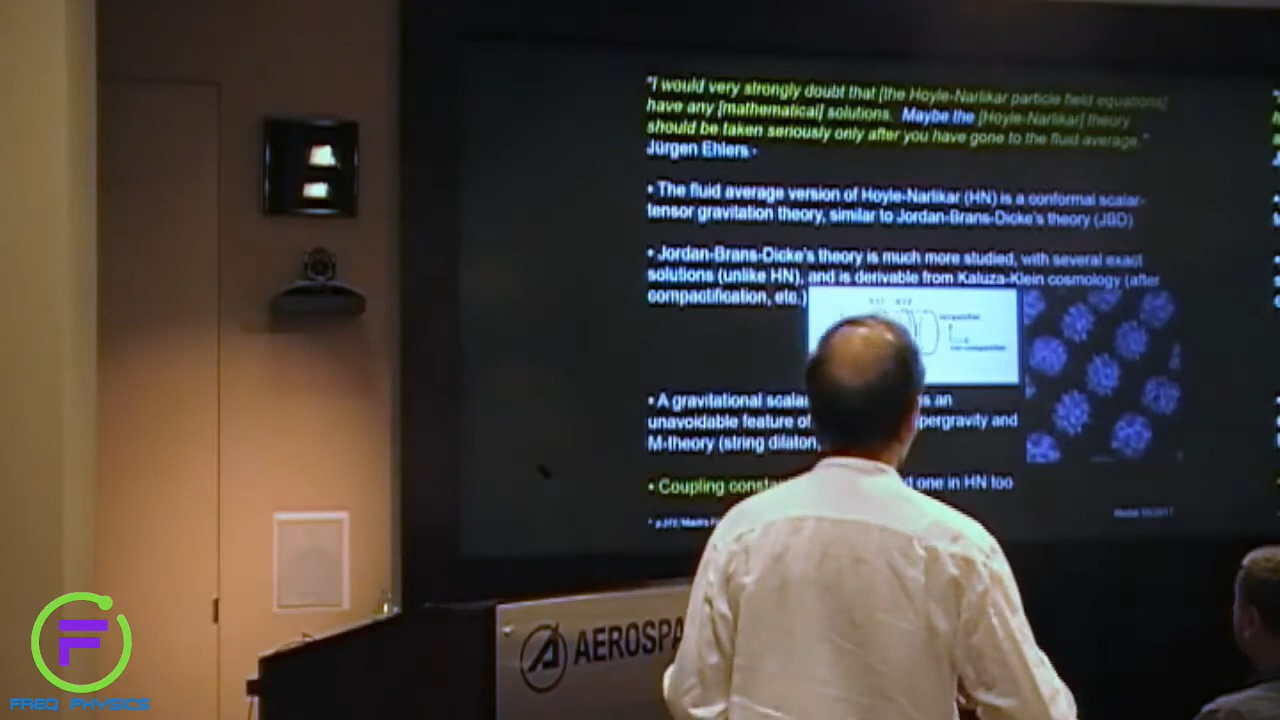 "I would very strongly doubt that [the Hoyle-Narlikar particle field equations]
have any [mathematical] solutions. Maybe the [Hoyle-Narlikar] theory
should be taken seriously only after you have gone to the fluid average."
Jürgen Ehlers
• The fluid average version of Hoyle-Narlikar (HN) is a conformal scalar-
tensor gravitation theory, similar to Jordan-Brans-Dicke's theory (JBD)
• Jordan-Brans-Dicke's theory is much more studied, with several exact
solutions (unlike HN), and is derivable from Kaluza-Klein cosmology (after
compactification, etc.)
• A gravitational scala s an
unavoidable feature of pergravity and
M-theory (string dilaton,
• Coupling consta d one in HN too
AEROSPA
FREQ PHYSICS